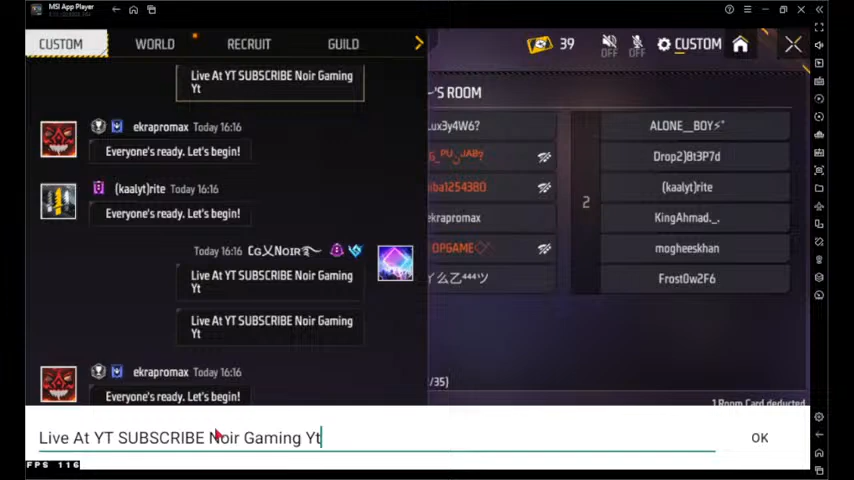 MSI App Player
CUSTOM
WORLD
RECRUIT
GUILD
39
OFF
OFF
CUSTOM
Live At YT SUBSCRIBE Noir Gaming
Yt
ekrapromax Today 16:16
Everyone's ready. Let's begin!
(kaalyt)rite Today 16:16
Everyone's ready. Let's begin!
Today 16:16
Live At YT SUBSCRIBE Noir Gaming
Yt
Live At YT SUBSCRIBE Noir Gaming
Yt
ekrapromax Today 16:16
Everyone's ready. Let's begin!
'S ROOM
ux3y4W6?
iba1254380
ekrapromax
OPGAME
2
ALONE__BOY⚡
Drop2)Bt3P7d
(kaalyt)rite
KingAhmad._.
mogheeskhan
Frost0w2F6
/35)
1 Room Card deducted
Live At YT SUBSCRIBE Noir Gaming Yt
OK
FPS 116